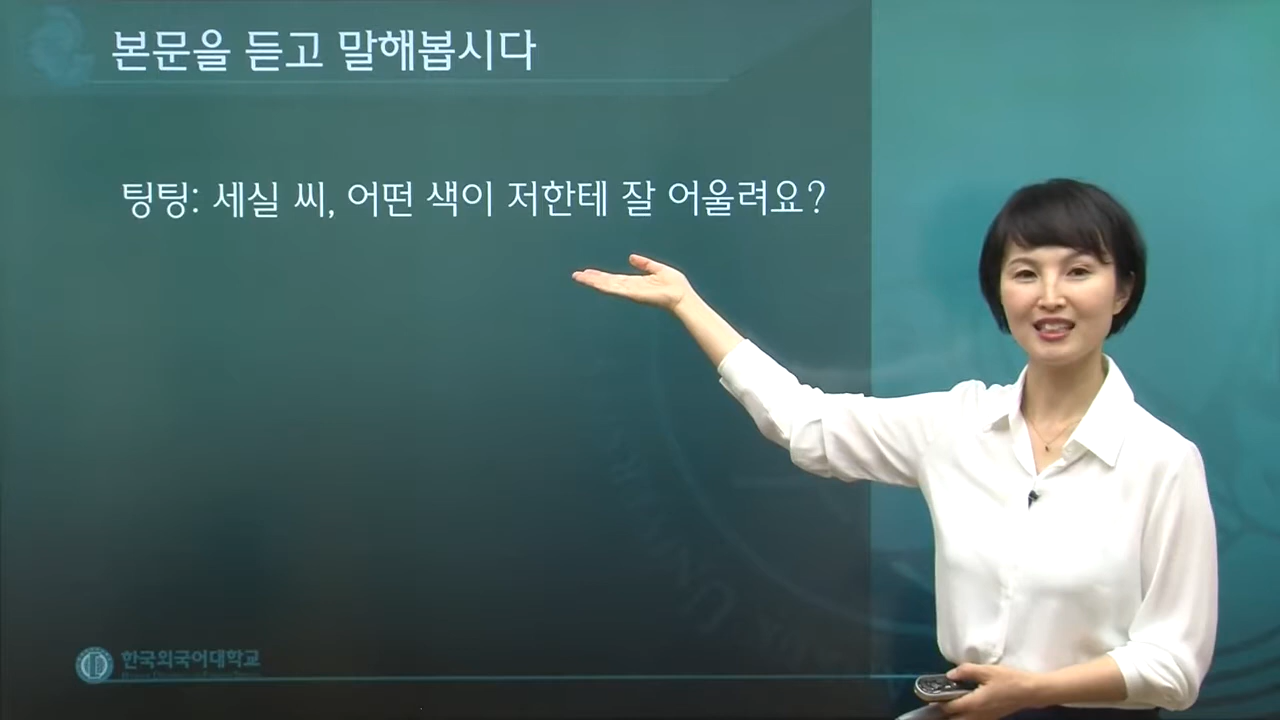 본문을 듣고 말해봅시다
팅팅: 세실 씨, 어떤 색이 저한테 잘 어울려요?
한국외국어대학교